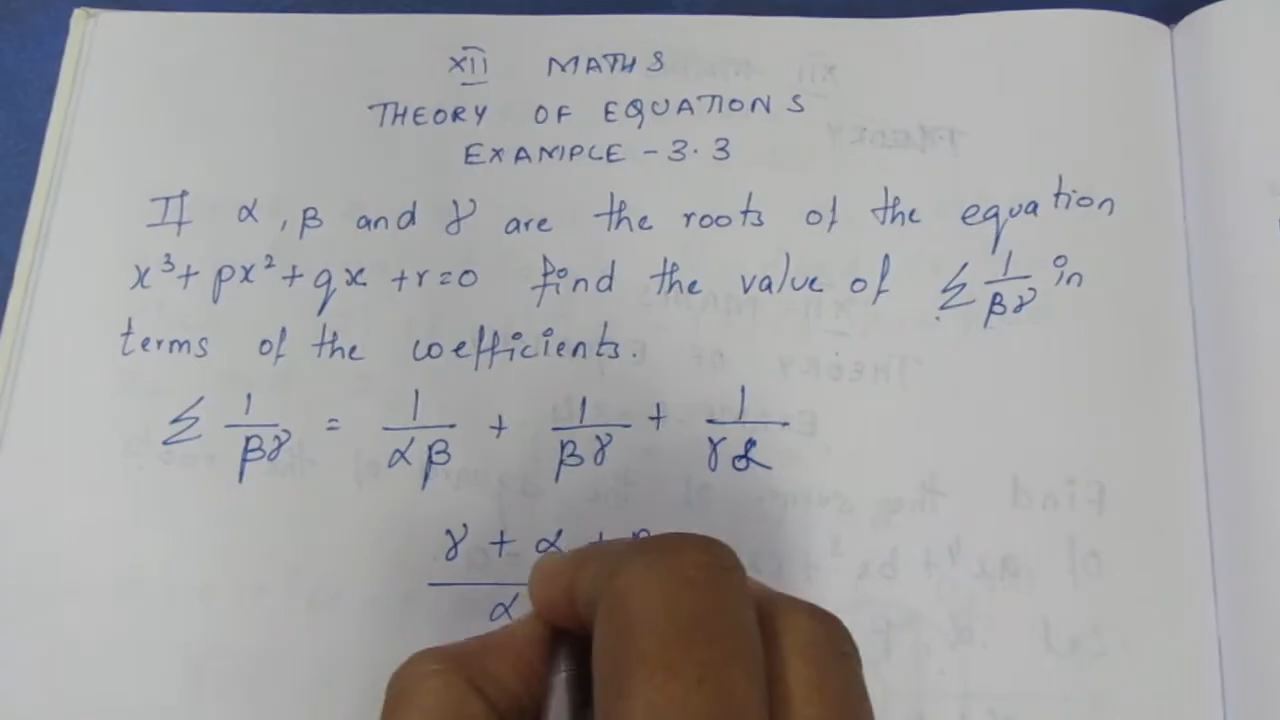 XII MATHS
THEORY OF EQUATIONS
EXAMPLE - 3.3
If α, β and γ are the roots of the equation
x³ + px² + qx + r = 0 find the value of Σ 1/βγ in
terms of the coefficients.
Σ 1/βγ = 1/αβ + 1/βγ + 1/γα
γ + α + β
α